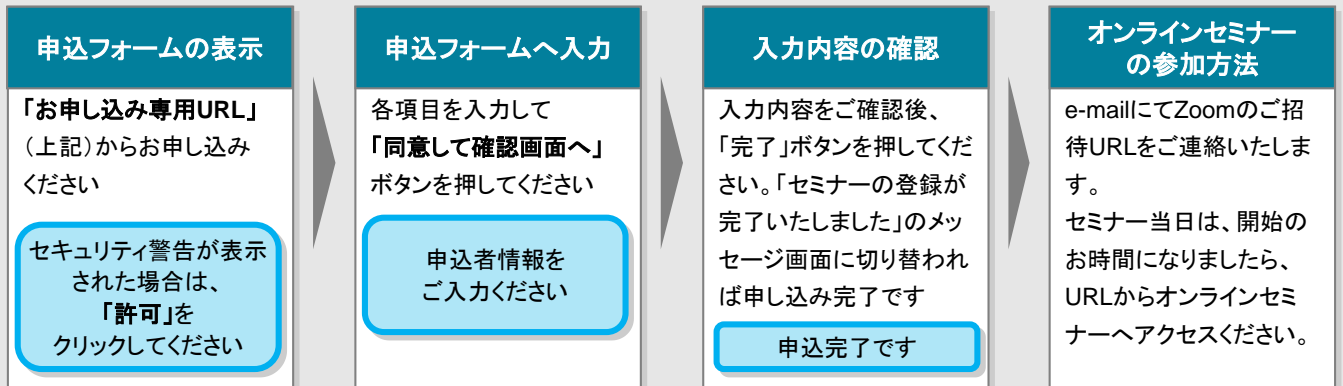 申込フォームの表示
「お申し込み専用URL」
（上記）からお申し込み
ください
セキュリティ警告が表示
された場合は、
「許可」を
クリックしてください
申込フォームへ入力
各項目を入力して
「同意して確認画面へ」
ボタンを押してください
申込者情報を
ご入力ください
入力内容の確認
入力内容をご確認後、
「完了」ボタンを押してくだ
さい。「セミナーの登録が
完了いたしました」のメッ
セージ画面に切り替われ
ば申し込み完了です
申込完了です
オンラインセミナー
の参加方法
e-mailにてZoomのご招
待URLをご連絡いたしま
す。
セミナー当日は、開始の
お時間になりましたら、
URLからオンラインセミ
ナーへアクセスください。